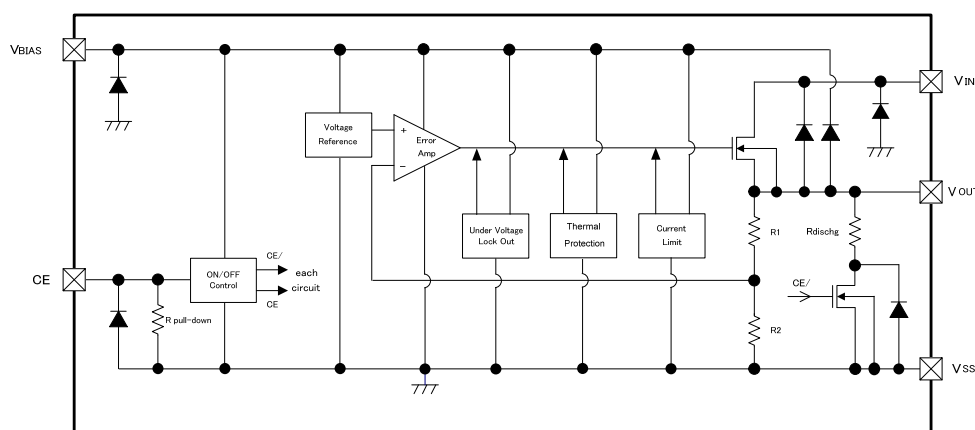 VBIAS
VIN
Voltage
Reference
+
−
Error
Amp
VOUT
Under Voltage
Lock Out
Thermal
Protection
Current
Limit
R1
Rdischg
CE
ON/OFF
Control
CE/
each
circuit
CE
CE/
R pull-down
R2
VSS